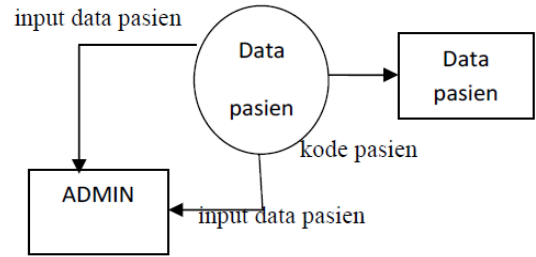 input data pasien
Data
pasien
Data
pasien
kode pasien
ADMIN
input data pasien